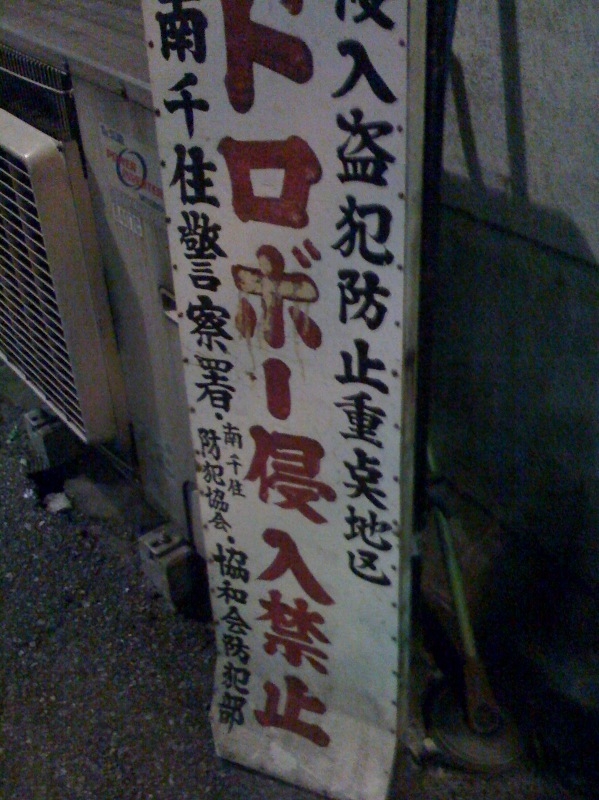 侵入盗犯防止重点地区
ドロボー侵入禁止
南千住警察署・南千住防犯協会・協和会防犯部